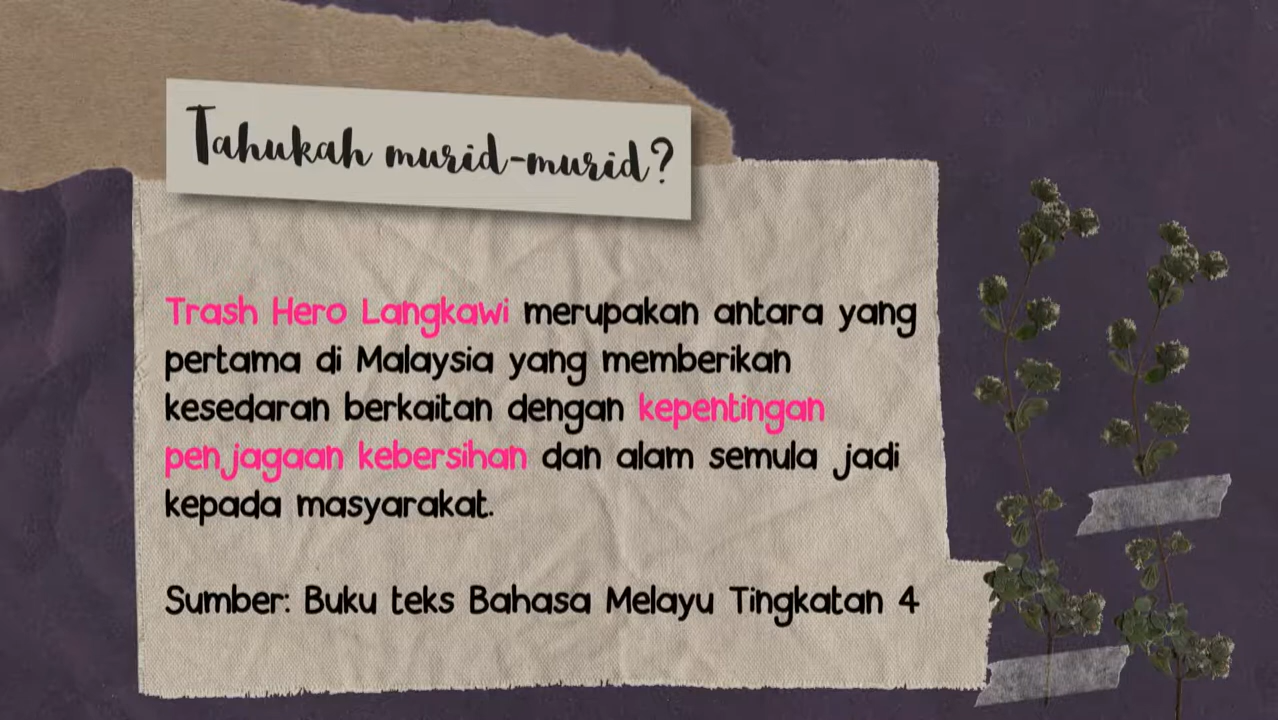 Tahukah murid-murid?
Trash Hero Langkawi merupakan antara yang
pertama di Malaysia yang memberikan
kesedaran berkaitan dengan kepentingan
penjagaan kebersihan dan alam semula jadi
kepada masyarakat.
Sumber: Buku teks Bahasa Melayu Tingkatan 4